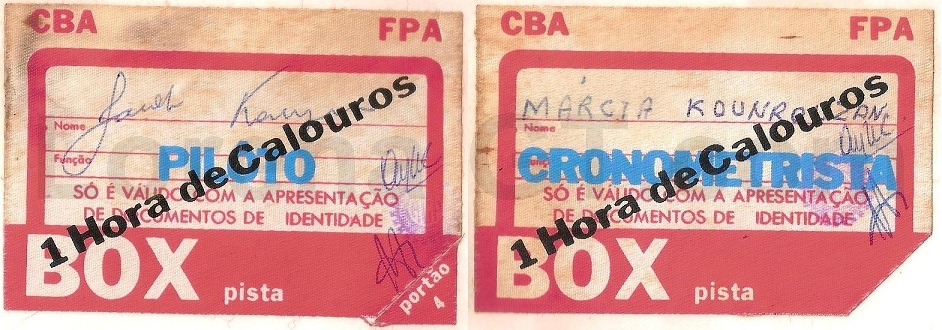 CBA FPA
1 Hora de Calouros
Nome
Função
PILOTO
SÓ É VÁLIDO COM A APRESENTAÇÃO
DE DOCUMENTOS DE IDENTIDADE
BOX pista
portão
4
CBA FPA
1 Hora de Calouros
MÁRCIA
Nome
CRONOMETRISTA
SÓ É VÁLIDO COM A APRESENTAÇÃO
DE DOCUMENTOS DE IDENTIDADE
BOX pista